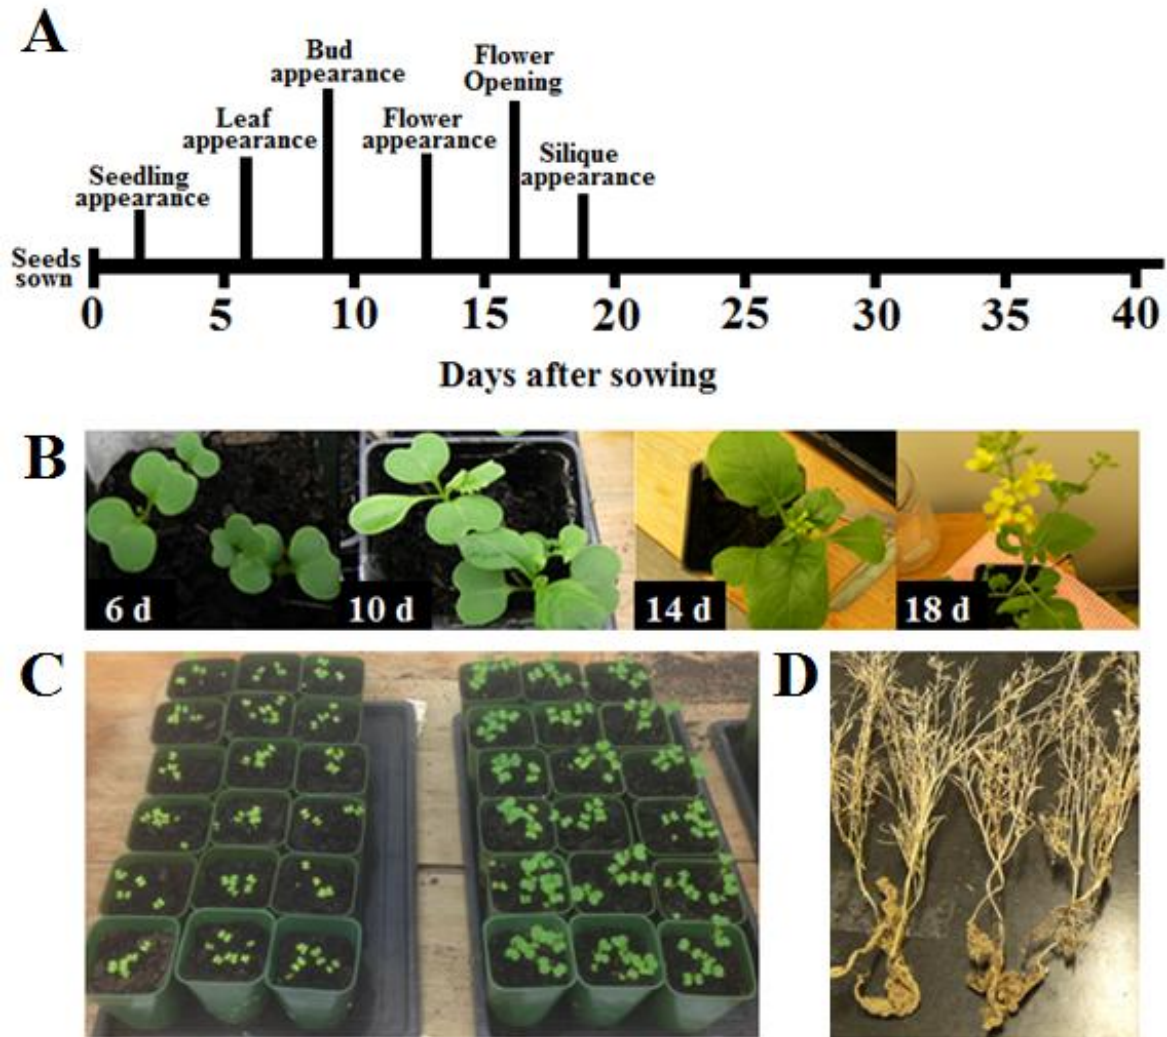 A
Bud
appearance
Flower
Opening
Leaf
appearance
Flower
appearance
Silique
appearance
Seedling
appearance
Seeds
sown
0 5 10 15 20 25 30 35 40
Days after sowing
B
6 d 10 d 14 d 18 d
C D